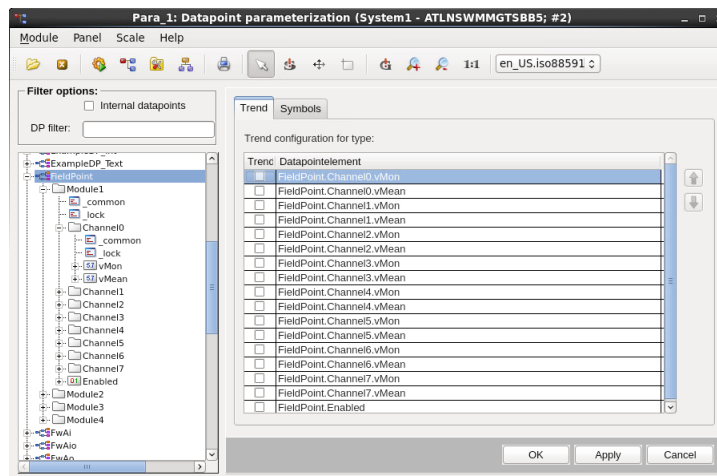 Para_1: Datapoint parameterization (System1 - ATLNSWMMGTSBB5; #2)
Module Panel Scale Help
1:1 en_US.iso88591
Filter options:
Internal datapoints
DP filter:
ExampleDP_Text
FieldPoint
Module1
_common
_lock
Channel0
_common
_lock
vMon
vMean
Channel1
Channel2
Channel3
Channel4
Channel5
Channel6
Channel7
Enabled
Module2
Module3
Module4
FwAi
FwAio
FwAo
Trend Symbols
Trend configuration for type:
Trend Datapointelement
FieldPoint.Channel0.vMon
FieldPoint.Channel0.vMean
FieldPoint.Channel1.vMon
FieldPoint.Channel1.vMean
FieldPoint.Channel2.vMon
FieldPoint.Channel2.vMean
FieldPoint.Channel3.vMon
FieldPoint.Channel3.vMean
FieldPoint.Channel4.vMon
FieldPoint.Channel4.vMean
FieldPoint.Channel5.vMon
FieldPoint.Channel5.vMean
FieldPoint.Channel6.vMon
FieldPoint.Channel6.vMean
FieldPoint.Channel7.vMon
FieldPoint.Channel7.vMean
FieldPoint.Enabled
OK Apply Cancel